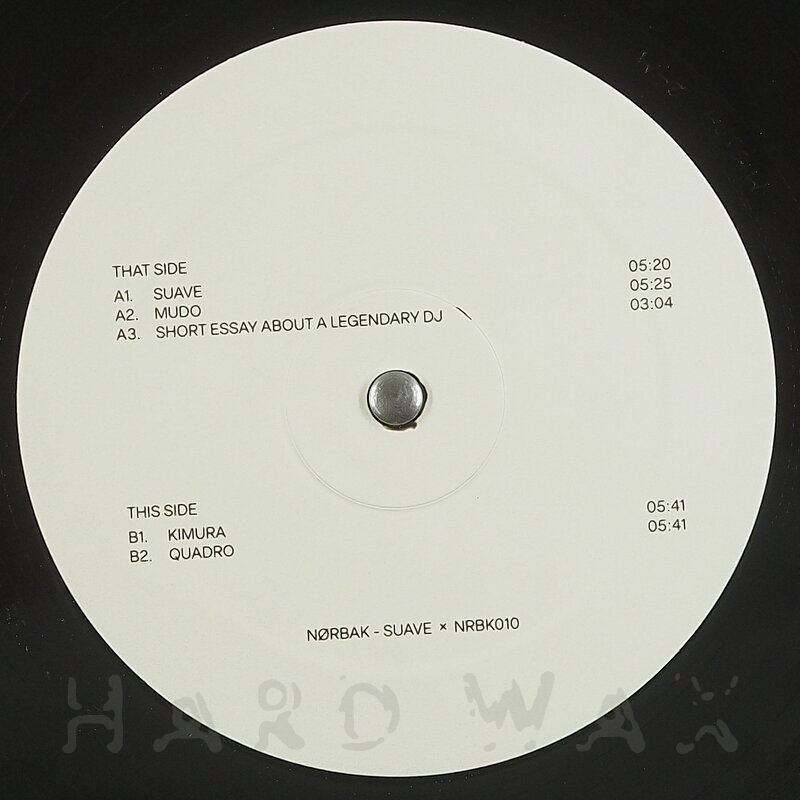 THAT SIDE
A1. SUAVE 05:20
A2. MUDO 05:25
A3. SHORT ESSAY ABOUT A LEGENDARY DJ 03:04
THIS SIDE
B1. KIMURA 05:41
B2. QUADRO 05:41
NØRBAK - SUAVE × NRBK010
HARD WAX